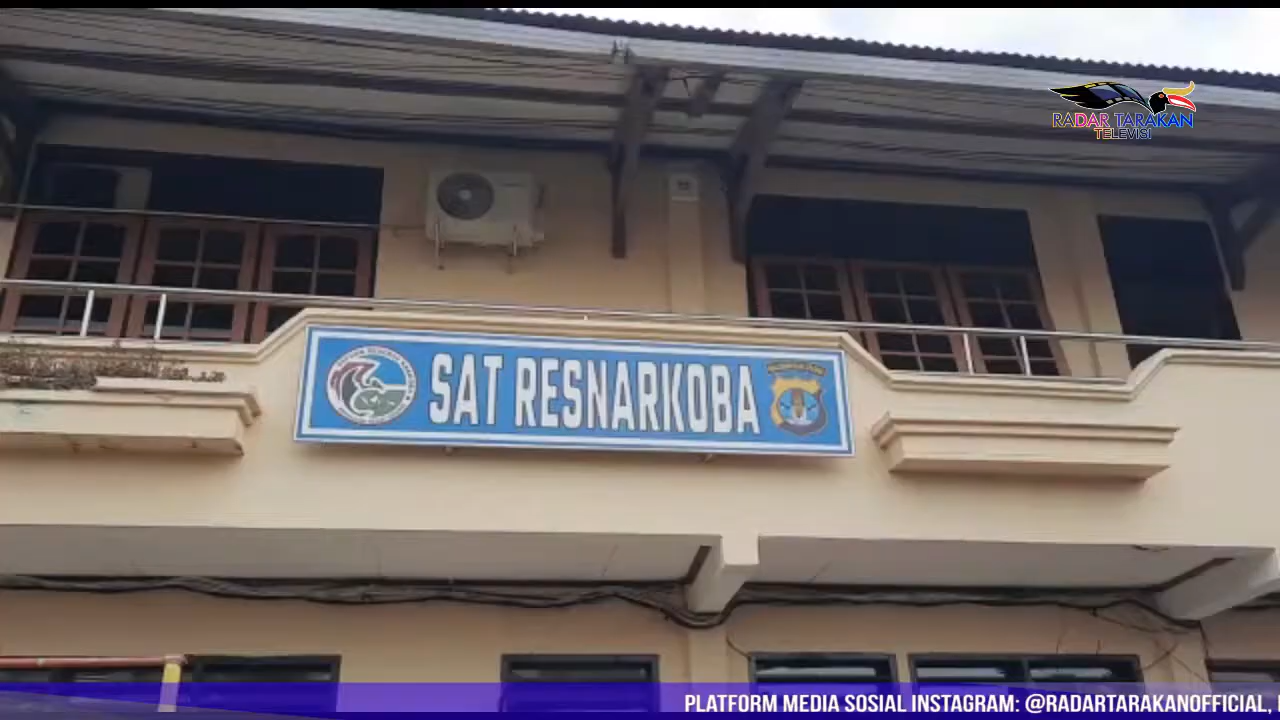 RADAR TARAKAN
TELEVISI
SAT RESNARKOBA
PLATFORM MEDIA SOSIAL INSTAGRAM: @RADARTARAKANOFFICIAL,